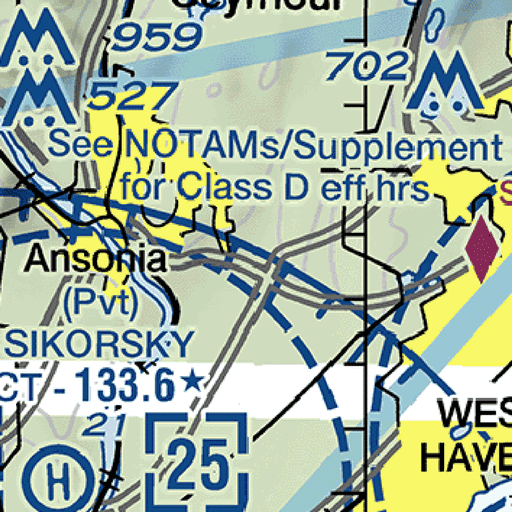 Seymour
959
702
527
See NOTAMs/Supplement
for Class D eff hrs
S
Ansonia
(Pvt)
SIKORSKY
CT - 133.6★
21
25
H
WES
HAVE